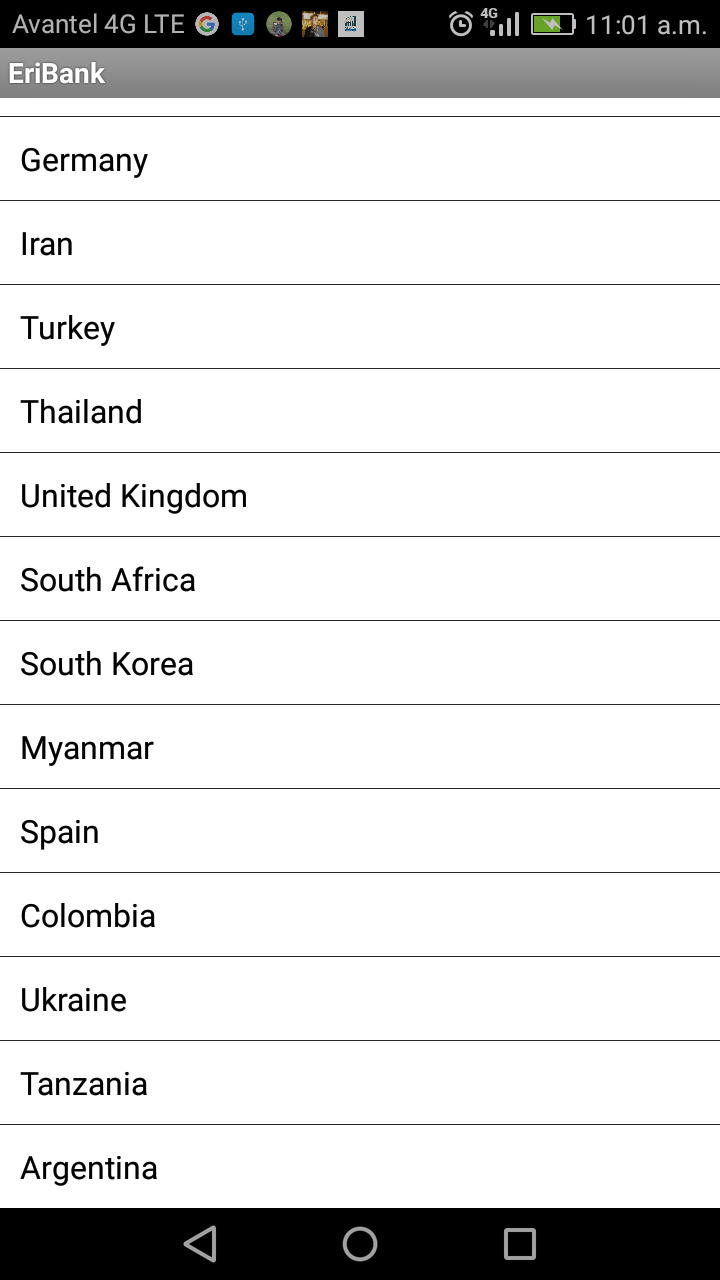 Avantel 4G LTE 4G 11:01 a.m.
EriBank
Germany
Iran
Turkey
Thailand
United Kingdom
South Africa
South Korea
Myanmar
Spain
Colombia
Ukraine
Tanzania
Argentina